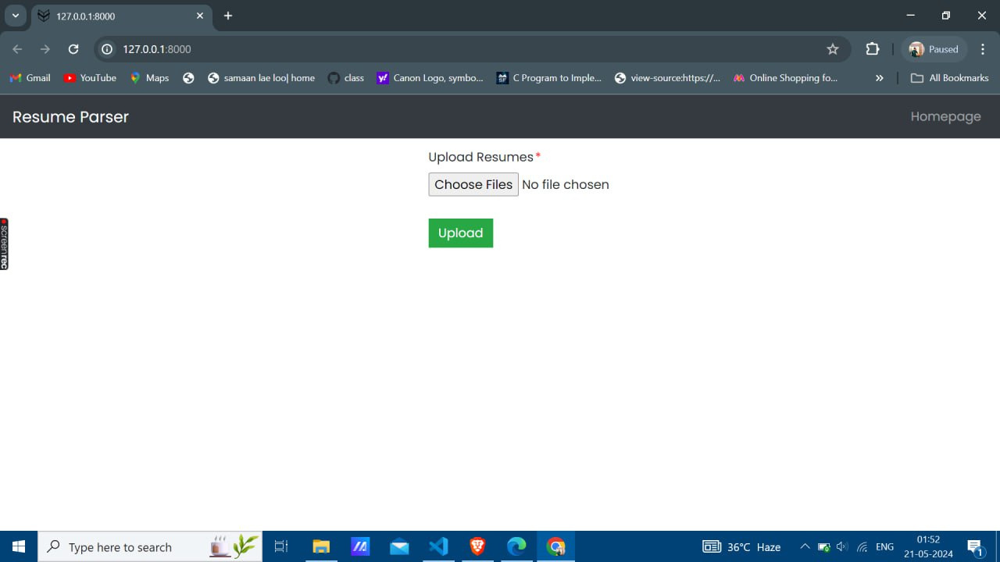 127.0.0.1:8000
127.0.0.1:8000
Paused
Gmail
YouTube
Maps
samaan lae loo| home
class
Canon Logo, symbo...
C Program to Imple...
view-source:https://...
Online Shopping fo...
»
All Bookmarks
Resume Parser
Homepage
Upload Resumes*
Choose Files No file chosen
Upload
screenrec
Type here to search
36°C Haze
ENG
01:52
21-05-2024
1